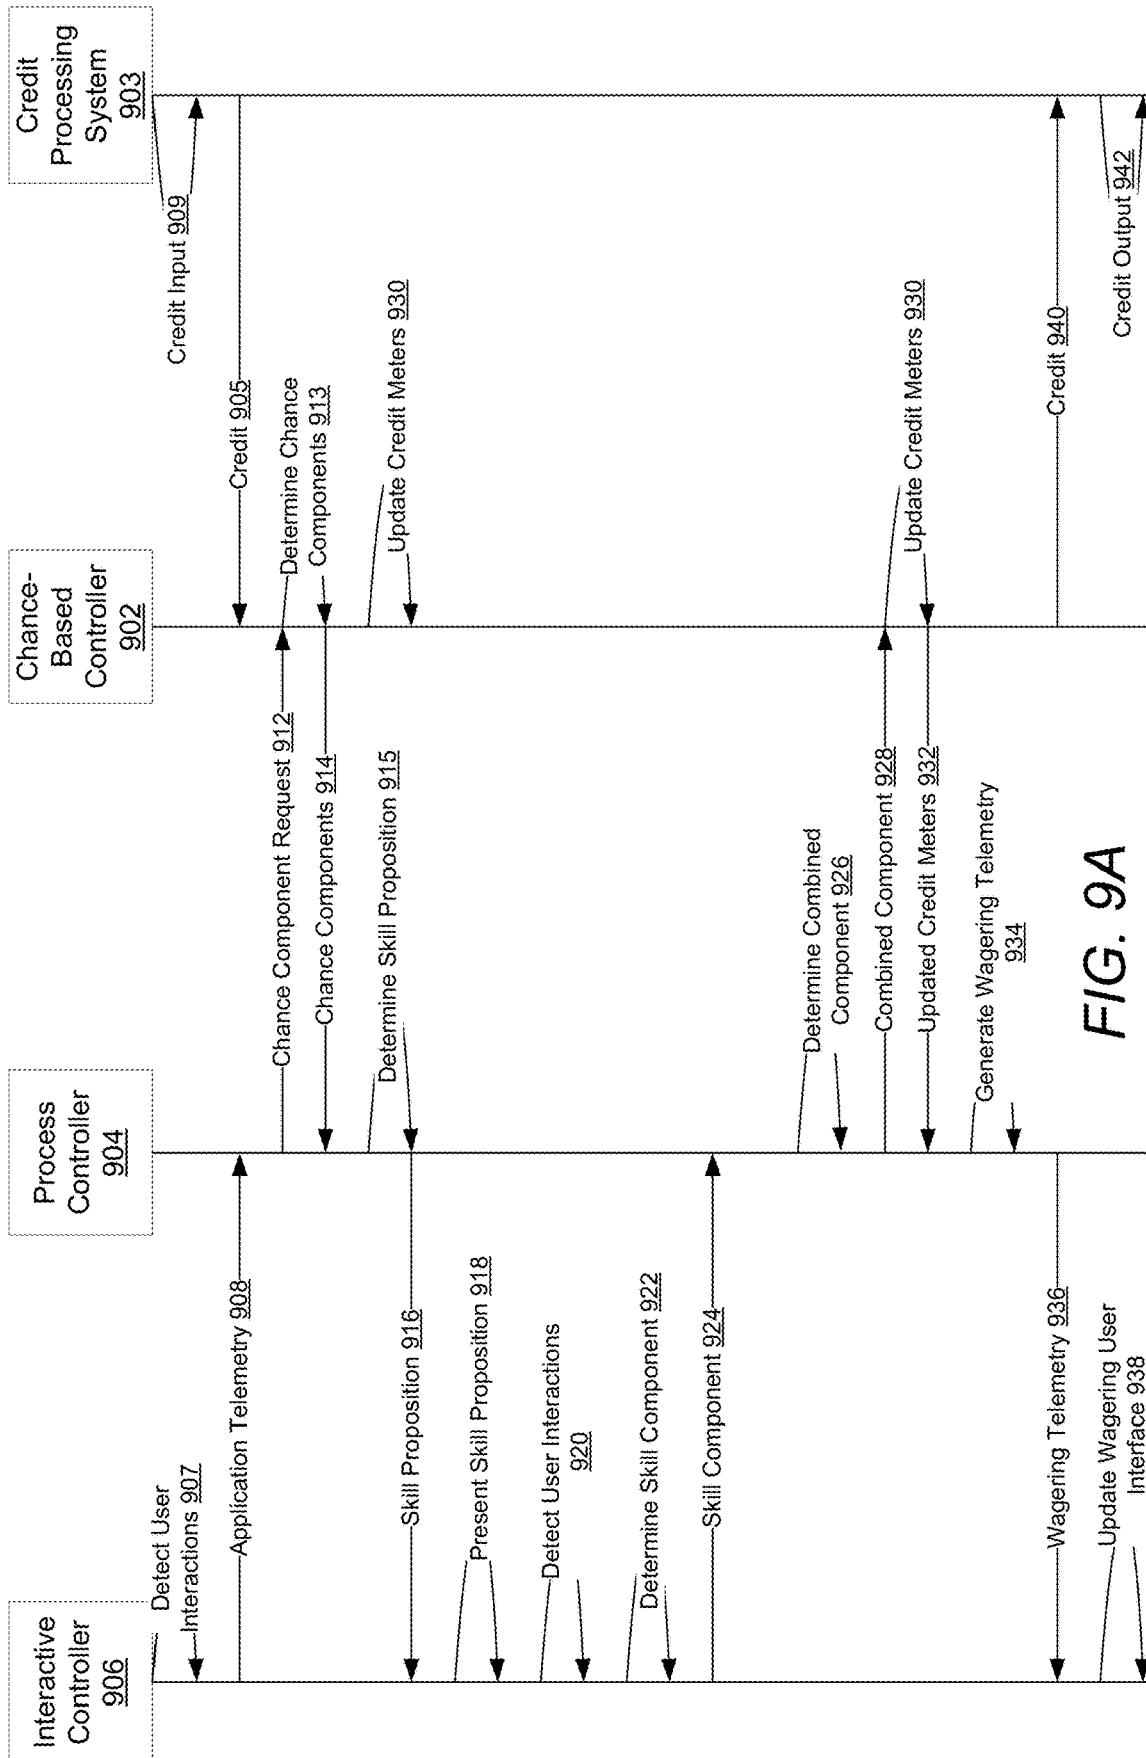 Interactive
Controller
906
Process
Controller
904
Chance-
Based
Controller
902
Credit
Processing
System
903
Detect User
Interactions 907
Credit Input 909
Application Telemetry 908
Credit 905
Chance Component Request 912
Determine Chance
Components 913
Chance Components 914
Determine Skill Proposition 915
Update Credit Meters 930
Skill Proposition 916
Present Skill Proposition 918
Detect User Interactions
920
Determine Skill Component 922
Skill Component 924
Determine Combined
Component 926
Combined Component 928
Update Credit Meters 930
Updated Credit Meters 932
Generate Wagering Telemetry
934
Wagering Telemetry 936
Credit 940
Update Wagering User
Interface 938
Credit Output 942
FIG. 9A